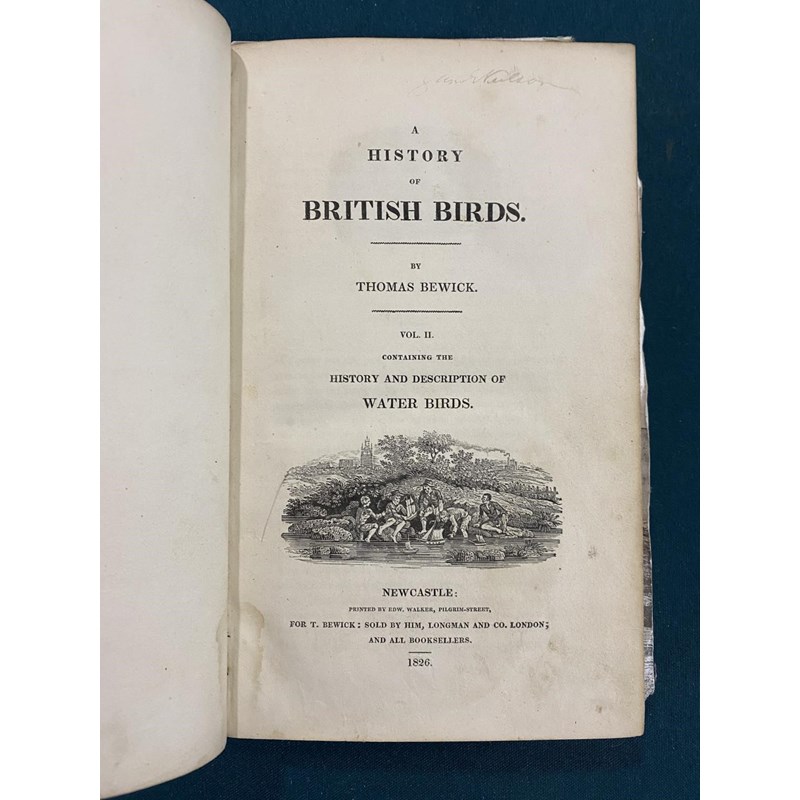 A
HISTORY
OF
BRITISH BIRDS.
BY
THOMAS BEWICK.
VOL. II.
CONTAINING THE
HISTORY AND DESCRIPTION OF
WATER BIRDS.
NEWCASTLE:
PRINTED BY EDW. WALKER, PILGRIM-STREET,
FOR T. BEWICK: SOLD BY HIM, LONGMAN AND CO. LONDON;
AND ALL BOOKSELLERS.
1826.